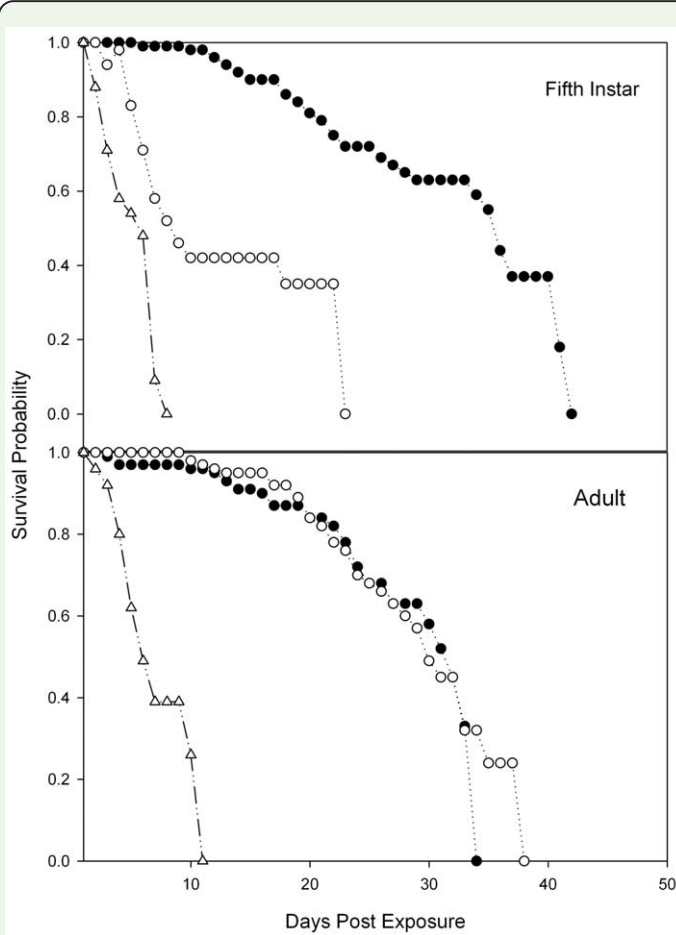 1.0
Fifth Instar
0.8
0.6
0.4
0.2
0.0
Survival Probability
1.0
Adult
0.8
0.6
0.4
0.2
0.0
10 20 30 40 50
Days Post Exposure